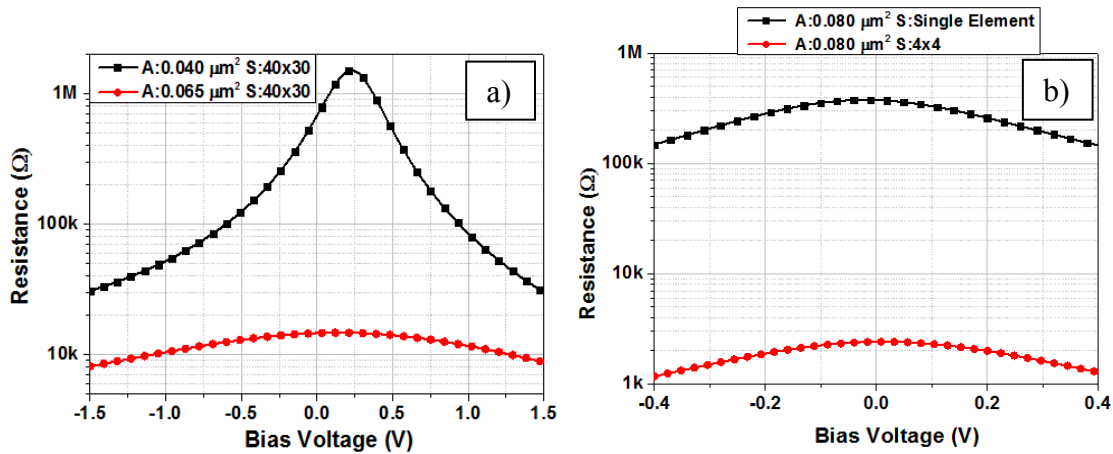 A:0.040 μm² S:40x30
A:0.065 μm² S:40x30
a)
1M
100k
10k
Resistance (Ω)
-1.5 -1.0 -0.5 0.0 0.5 1.0 1.5
Bias Voltage (V)
A:0.080 μm² S:Single Element
A:0.080 μm² S:4x4
b)
1M
100k
10k
1k
Resistance (Ω)
-0.4 -0.2 0.0 0.2 0.4
Bias Voltage (V)